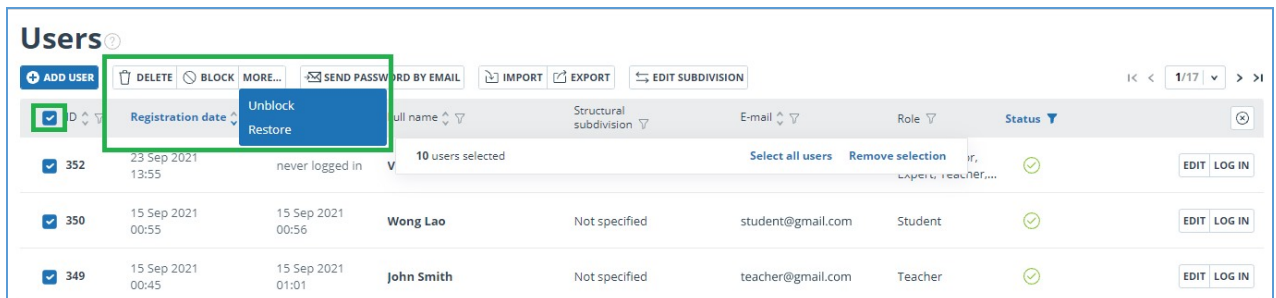 Users
ADD USER DELETE BLOCK MORE... SEND PASSWORD BY EMAIL IMPORT EXPORT EDIT SUBDIVISION 1/17
Unblock
Restore
ID Registration date ull name Structural subdivision E-mail Role Status
10 users selected Select all users Remove selection
352 23 Sep 2021 13:55 never logged in V EDIT LOG IN
350 15 Sep 2021 00:55 15 Sep 2021 00:56 Wong Lao Not specified student@gmail.com Student EDIT LOG IN
349 15 Sep 2021 00:45 15 Sep 2021 01:01 John Smith Not specified teacher@gmail.com Teacher EDIT LOG IN